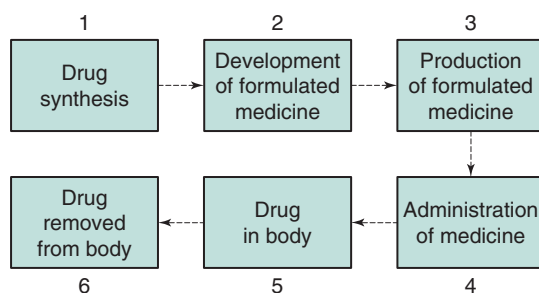 1
Drug
synthesis
2
Development
of formulated
medicine
3
Production
of formulated
medicine
Administration
of medicine
4
Drug
in body
5
Drug
removed
from body
6